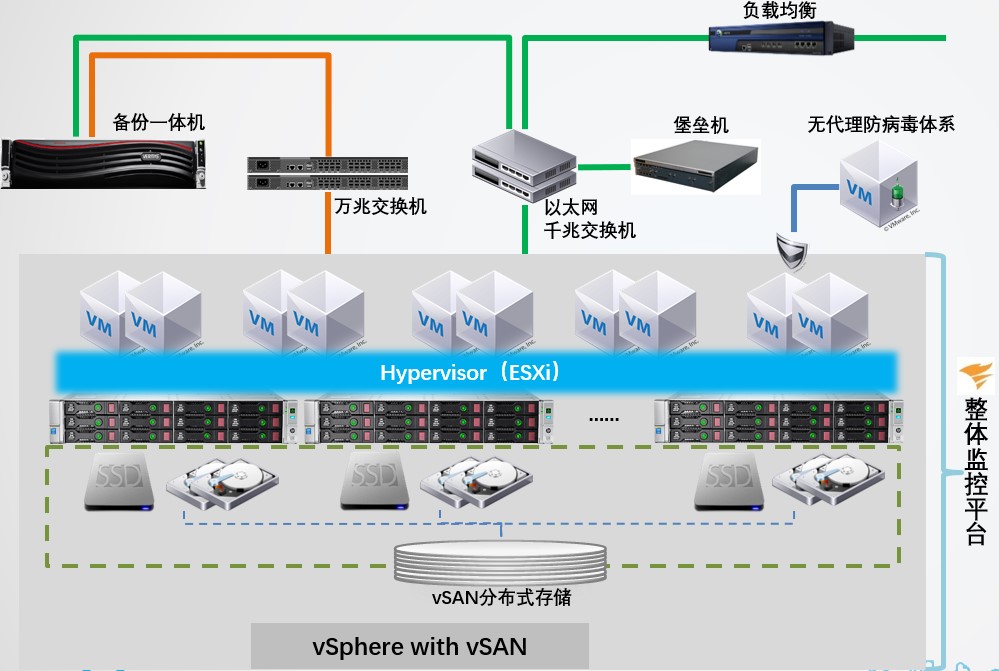 负载均衡
备份一体机
堡垒机
无代理防病毒体系
VM
© VMware, Inc.
万兆交换机
以太网
千兆交换机
VM VM VM VM VM VM VM VM VM VM
Hypervisor（ESXi）
......
整体监控平台
SSD SSD SSD
vSAN分布式存储
vSphere with vSAN